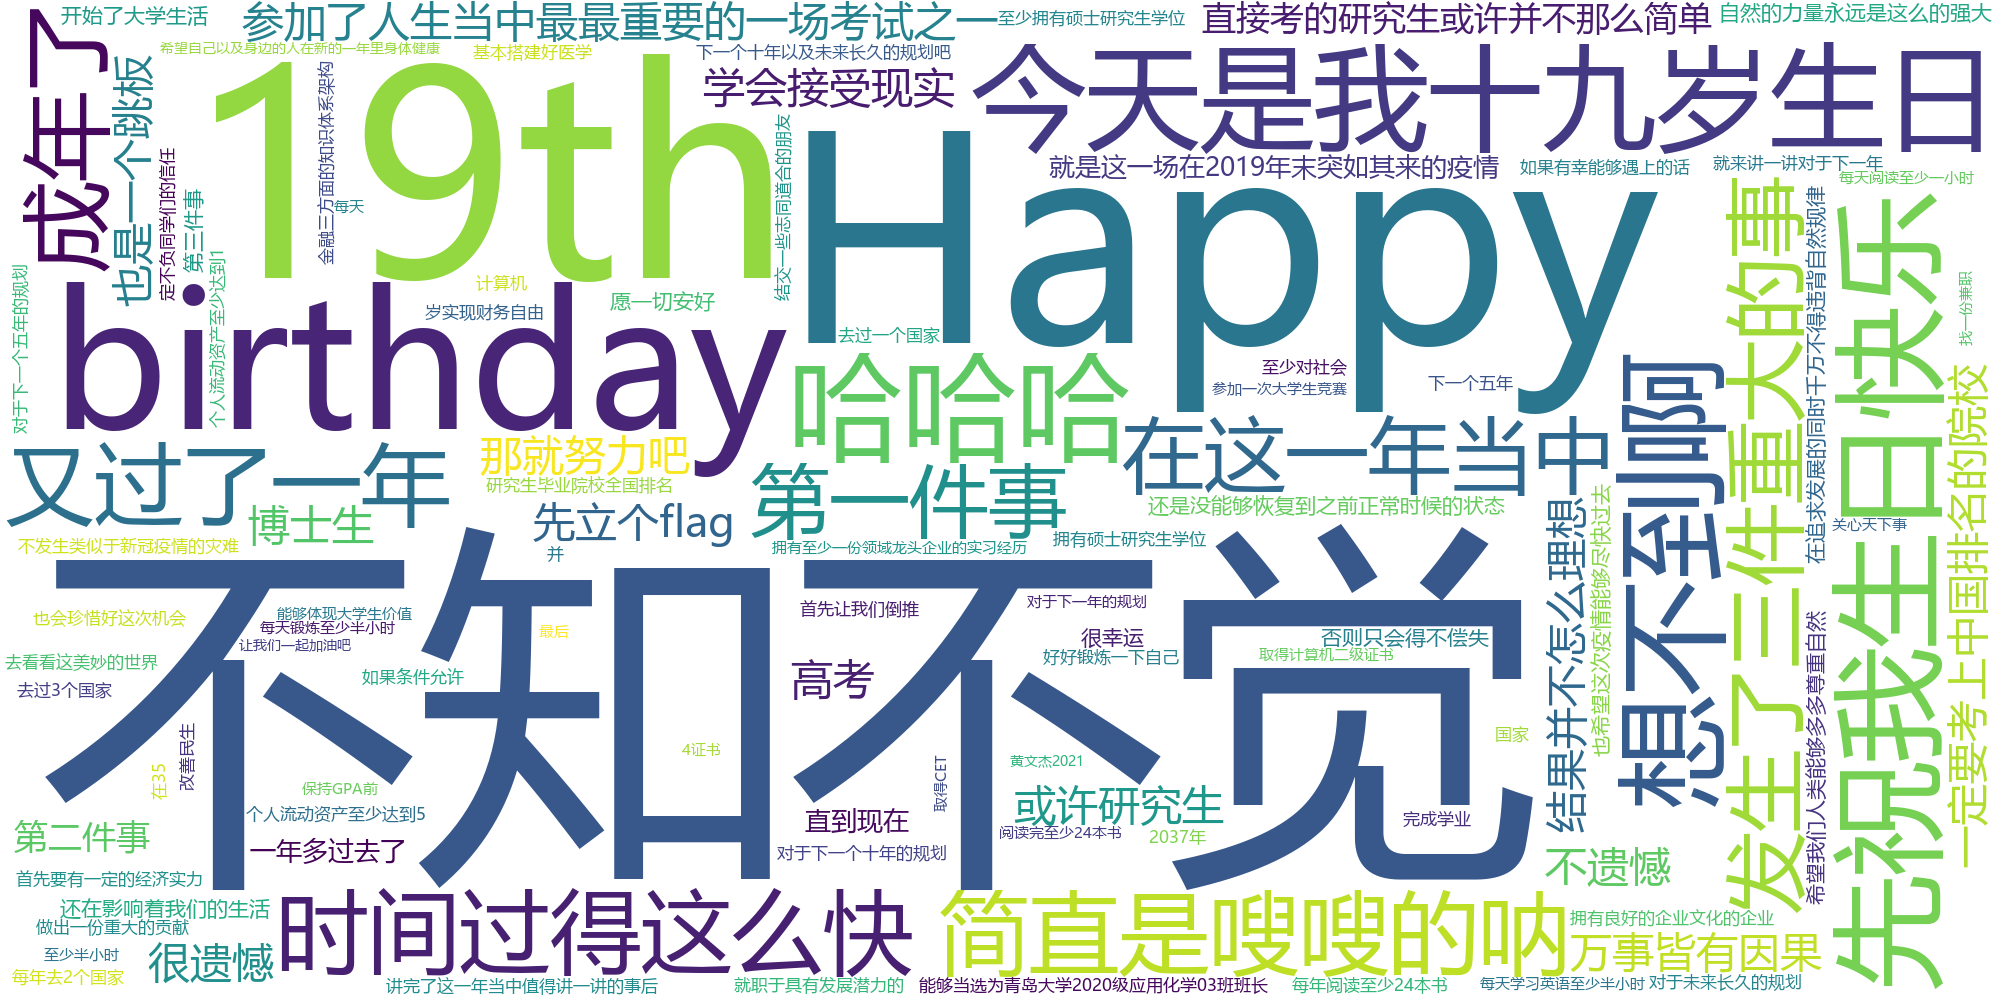 开始了大学生活
参加了人生当中最最重要的一场考试之一
至少拥有硕士研究生学位
直接考的研究生或许并不那么简单
自然的力量永远是这么的强大
希望自己以及身边的人在新的一年里身体健康
基本搭建好医学
下一个十年以及未来长久的规划吧
成年了
也是一个跳板
19th
金融三方面的知识体系架构
学会接受现实
今天是我十九岁生日
定不负同学们的信任
第三件事
每天
结交一些志同道合的朋友
Happy
就是这一场在2019年末突如其来的疫情
如果有幸能够遇上的话
就来讲一讲对于下一年
每天阅读至少一小时
对于下一个五年的规划
个人流动资产至少达到1
birthday
计算机
岁实现财务自由
愿一切安好
去过一个国家
哈哈哈
至少对社会
参加一次大学生竞赛
下一个五年
想不到啊
发生了三件重大的事
在追求发展的同时千万不得违背自然规律
先祝我生日快乐
找一份兼职
一定要考上中国排名的院校
又过了一年
那就努力吧
研究生毕业院校全国排名
第一件事
在这一年当中
还是没能够恢复到之前正常时候的状态
博士生
先立个flag
并
不发生类似于新冠疫情的灾难
拥有至少一份领域龙头企业的实习经历
拥有硕士研究生学位
结果并不怎么理想
也希望这次疫情能够尽快过去
关心天下事
不知不觉
也会珍惜好这次机会
能够体现大学生价值
每天锻炼至少半小时
让我们一起加油吧
最后
首先让我们倒推
对于下一年的规划
很幸运
否则只会得不偿失
去看看这美妙的世界
去过3个国家
如果条件允许
高考
好好锻炼一下自己
取得计算机二级证书
希望我们人类能够多多尊重自然
改善民生
在35
4证书
取得CET
黄文杰2021
国家
保持GPA前
个人流动资产至少达到5
第二件事
一年多过去了
直到现在
或许研究生
阅读完至少24本书
2037年
完成学业
对于下一个十年的规划
不遗憾
首先要有一定的经济实力
还在影响着我们的生活
做出一份重大的贡献
至少半小时
每年去2个国家
很遗憾
时间过得这么快
简直是嗖嗖的呐
拥有良好的企业文化的企业
万事皆有因果
讲完了这一年当中值得讲一讲的事后
就职于具有发展潜力的
能够当选为青岛大学2020级应用化学03班班长
每年阅读至少24本书
每天学习英语至少半小时
对于未来长久的规划